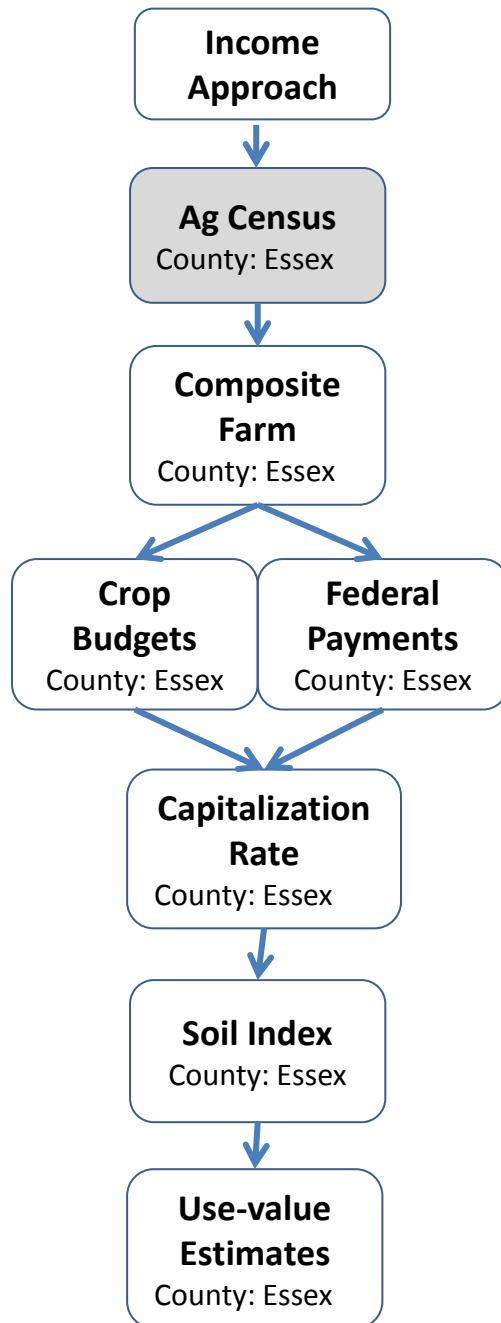 Income
Approach
Ag Census
County: Essex
Composite
Farm
County: Essex
Crop
Budgets
County: Essex
Federal
Payments
County: Essex
Capitalization
Rate
County: Essex
Soil Index
County: Essex
Use-value
Estimates
County: Essex